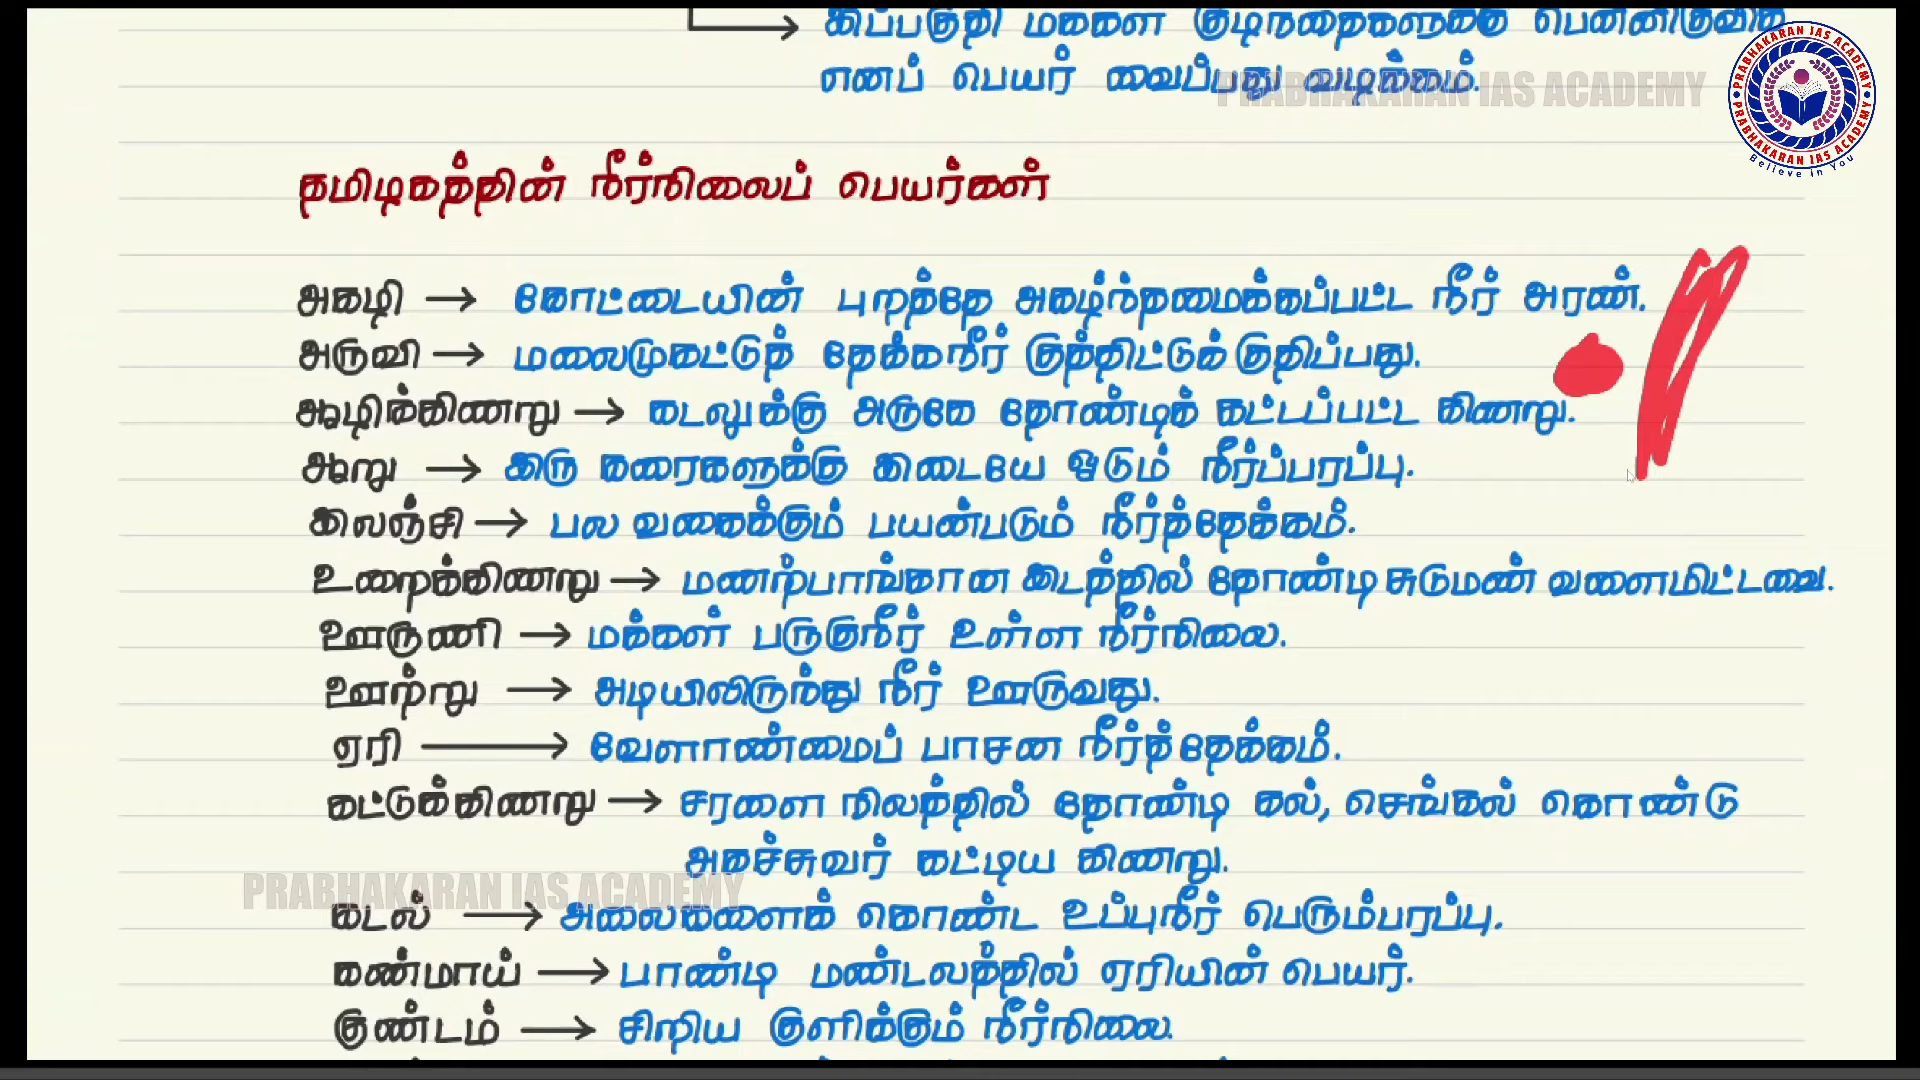 இப்பகுதி மக்கள் குழந்தைகளுக்கு பென்னிகுவிக்
எனப் பெயர் வைப்பது வழக்கம்.
PRABHAKARAN IAS ACADEMY
PRABHAKARAN IAS ACADEMY
PRABHAKARAN IAS ACADEMY
Believe in You
தமிழகத்தின் நீர்நிலைப் பெயர்கள்
அகழி → கோட்டையின் புறத்தே அகழ்ந்தமைக்கப்பட்ட நீர் அரண்.
அருவி → மலைமுகட்டுத் தேக்கநீர் குத்திட்டுக் குதிப்பது.
ஆழிக்கிணறு → கடலுக்கு அருகே தோண்டிக் கட்டப்பட்ட கிணறு.
ஆறு → இரு கரைகளுக்கு இடையே ஓடும் நீர்ப்பரப்பு.
இலஞ்சி → பல வகைக்கும் பயன்படும் நீர்த்தேக்கம்.
உறைக்கிணறு → மணற்பாங்கான இடத்தில் தோண்டி சுடுமண் வளையமிட்டவை.
ஊருணி → மக்கள் பருகுநீர் உள்ள நீர்நிலை.
ஊற்று → அடியிலிருந்து நீர் ஊறுவது.
ஏரி → வேளாண்மைப் பாசன நீர்த்தேக்கம்.
கட்டுக்கிணறு → சரளை நிலத்தில் தோண்டி கல், செங்கல் கொண்டு
அகச்சுவர் கட்டிய கிணறு.
PRABHAKARAN IAS ACADEMY
கடல் → அலைகளைக் கொண்ட உப்புநீர் பெரும்பரப்பு.
கண்மாய் → பாண்டி மண்டலத்தில் ஏரியின் பெயர்.
குண்டம் → சிறிய குளிக்கும் நீர்நிலை.